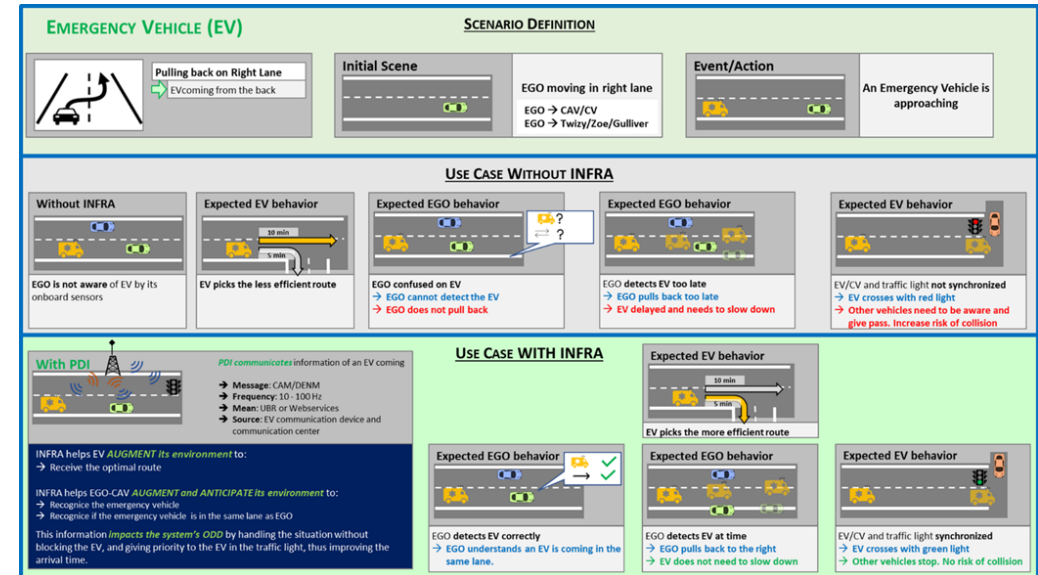 EMERGENCY VEHICLE (EV)
SCENARIO DEFINITION
Pulling back on Right Lane
EVcoming from the back
Initial Scene
EGO moving in right lane
EGO → CAV/CV
EGO → Twizy/Zoe/Gulliver
Event/Action
An Emergency Vehicle is
approaching
USE CASE WITHOUT INFRA
Without INFRA
EGO is not aware of EV by its
onboard sensors
Expected EV behavior
10 min
5 min
EV picks the less efficient route
Expected EGO behavior
?
?
EGO confused on EV
→ EGO cannot detect the EV
→ EGO does not pull back
Expected EGO behavior
EGO detects EV too late
→ EGO pulls back too late
→ EV delayed and needs to slow down
Expected EV behavior
EV/CV and traffic light not synchronized
→ EV crosses with red light
→ Other vehicles need to be aware and
give pass. Increase risk of collision
USE CASE WITH INFRA
With PDI
PDI communicates information of an EV coming
→ Message: CAM/DENM
→ Frequency: 10 - 100 Hz
→ Mean: UBR or Webservices
→ Source: EV communication device and
communication center
INFRA helps EV AUGMENT its environment to:
→ Receive the optimal route
INFRA helps EGO-CAV AUGMENT and ANTICIPATE its environment to:
→ Recognise the emergency vehicle
→ Recognice if the emergency vehicle is in the same lane as EGO
This information impacts the system's ODD by handling the situation without
blocking the EV, and giving priority to the EV in the traffic light, thus improving the
arrival time.
Expected EV behavior
10 min
5 min
EV picks the more efficient route
Expected EGO behavior
EGO detects EV correctly
→ EGO understands an EV is coming in the
same lane.
Expected EGO behavior
EGO detects EV at time
→ EGO pulls back to the right
→ EV does not need to slow down
Expected EV behavior
EV/CV and traffic light synchronized
→ EV crosses with green light
→ Other vehicles stop. No risk of collision